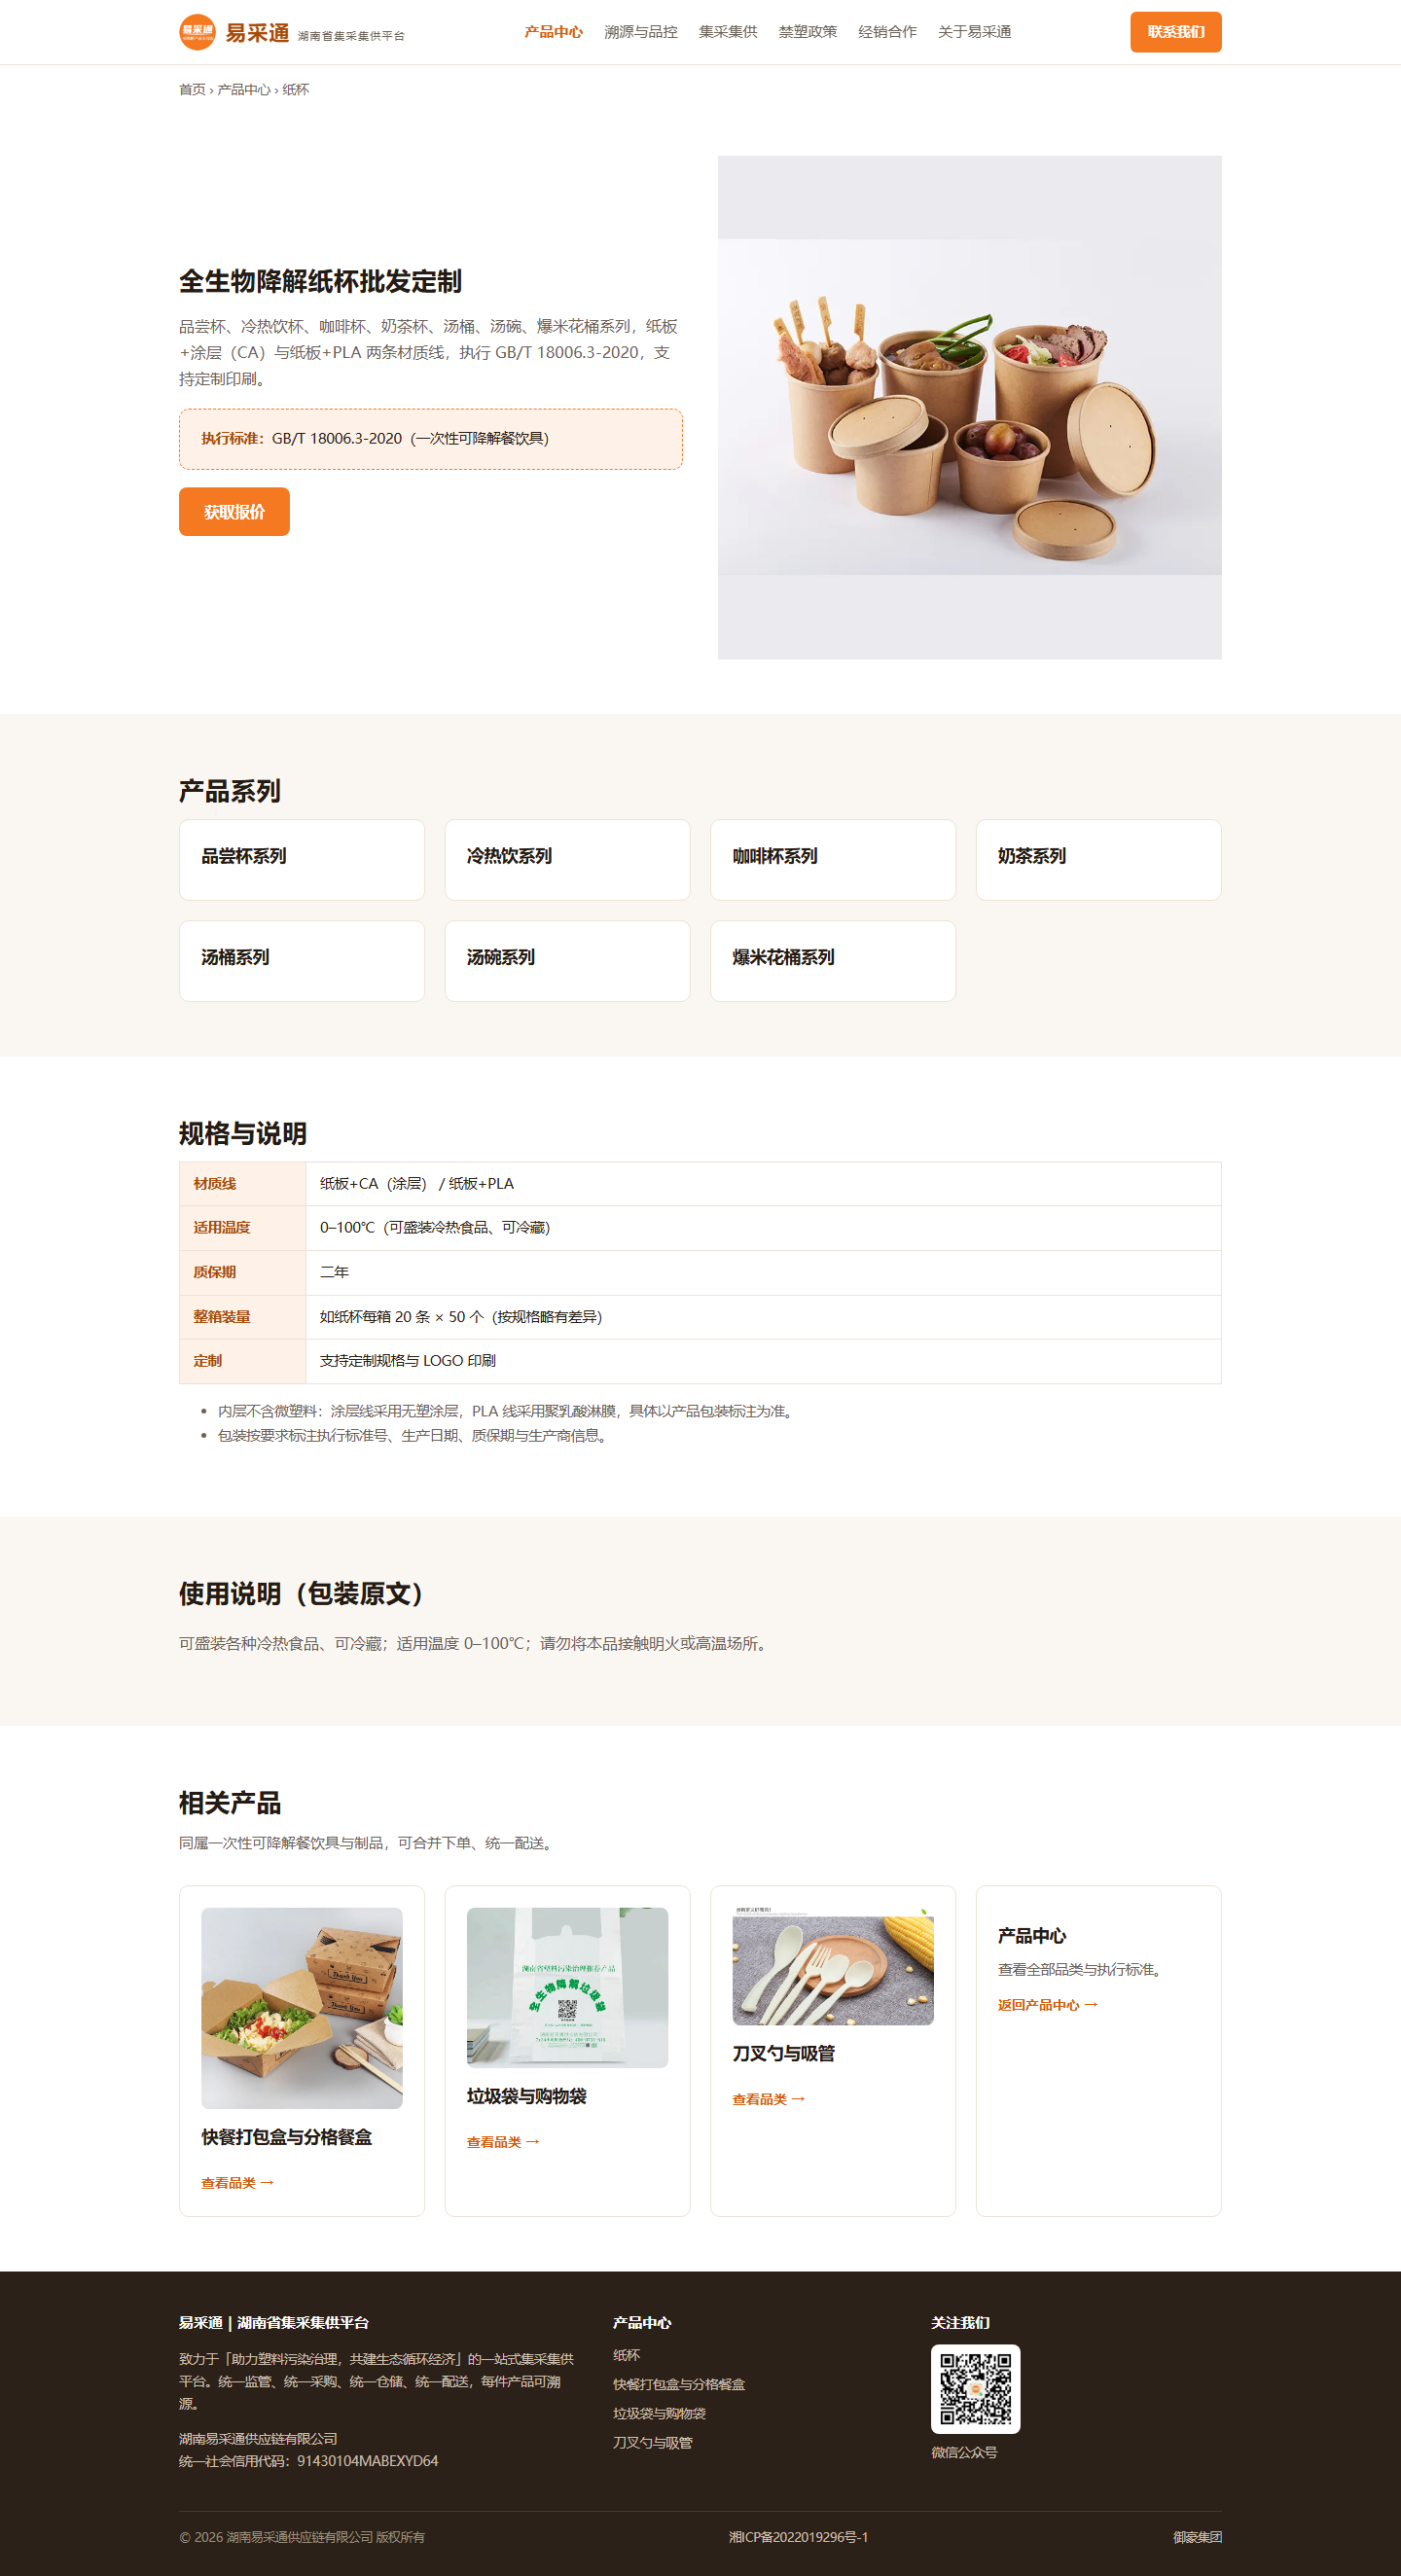 易采通 湖南省集采集供平台
产品中心 溯源与品控 集采集供 禁塑政策 经销合作 关于易采通
联系我们
首页 › 产品中心 › 纸杯
全生物降解纸杯批发定制
品尝杯、冷热饮杯、咖啡杯、奶茶杯、汤桶、汤碗、爆米花桶系列，纸板
+涂层（CA）与纸板+PLA 两条材质线，执行 GB/T 18006.3-2020，支
持定制印刷。
执行标准：GB/T 18006.3-2020（一次性可降解餐饮具）
获取报价
产品系列
品尝杯系列
冷热饮系列
咖啡杯系列
奶茶系列
汤桶系列
汤碗系列
爆米花桶系列
规格与说明
材质线 纸板+CA（涂层） / 纸板+PLA
适用温度 0–100℃（可盛装冷热食品、可冷藏）
质保期 二年
整箱装量 如纸杯每箱 20 条 × 50 个（按规格略有差异）
定制 支持定制规格与 LOGO 印刷
• 内层不含微塑料：涂层线采用无塑涂层，PLA 线采用聚乳酸淋膜，具体以产品包装标注为准。
• 包装按要求标注执行标准号、生产日期、质保期与生产商信息。
使用说明（包装原文）
可盛装各种冷热食品、可冷藏；适用温度 0–100℃；请勿将本品接触明火或高温场所。
相关产品
同属一次性可降解餐饮具与制品，可合并下单、统一配送。
Thank You
Thank You
快餐打包盒与分格餐盒
查看品类 →
湖南省塑料污染治理推荐产品
全生物降解垃圾袋
垃圾袋与购物袋
查看品类 →
刀叉勺与吸管
查看品类 →
产品中心
查看全部品类与执行标准。
返回产品中心 →
易采通 | 湖南省集采集供平台
致力于「助力塑料污染治理，共建生态循环经济」的一站式集采集供
平台。统一监管、统一采购、统一仓储、统一配送，每件产品可溯
源。
湖南易采通供应链有限公司
统一社会信用代码：91430104MABEXYD64
产品中心
纸杯
快餐打包盒与分格餐盒
垃圾袋与购物袋
刀叉勺与吸管
关注我们
微信公众号
© 2026 湖南易采通供应链有限公司 版权所有
湘ICP备2022019296号-1
御豪集团